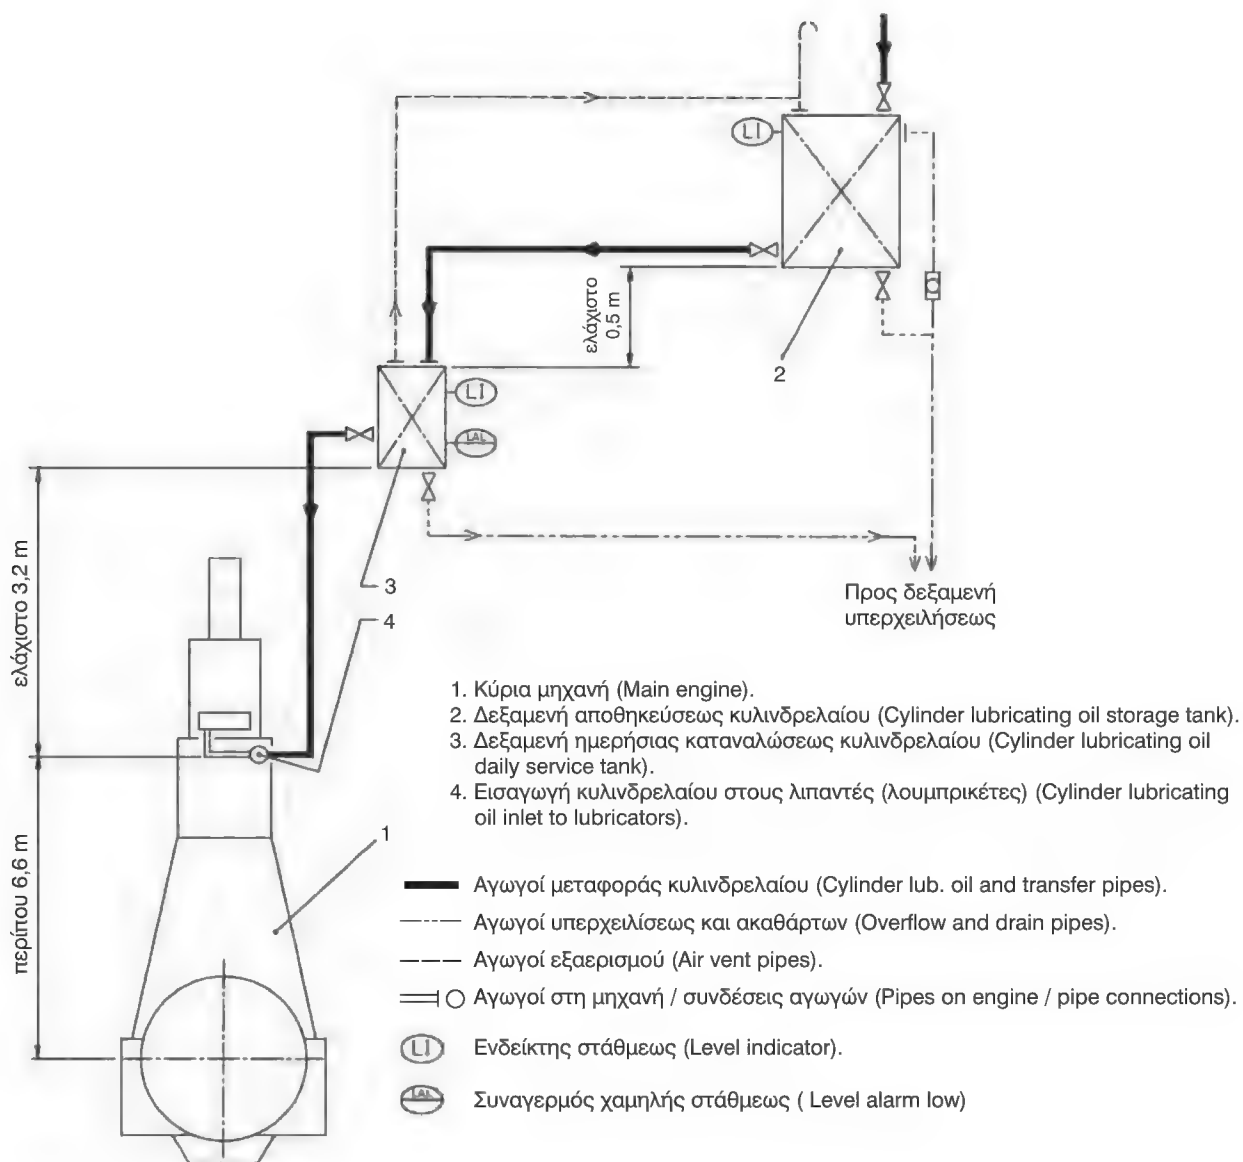 LI
ελάχιστο
0,5 m
2
LI
LAL
ελάχιστο 3,2 m
3
4
Προς δεξαμενή
υπερχειλήσεως
1. Κύρια μηχανή (Main engine).
2. Δεξαμενή αποθηκεύσεως κυλινδρελαίου (Cylinder lubricating oil storage tank).
3. Δεξαμενή ημερήσιας καταναλώσεως κυλινδρελαίου (Cylinder lubricating oil
daily service tank).
4. Εισαγωγή κυλινδρελαίου στους λιπαντές (λουμπρικέτες) (Cylinder lubricating
oil inlet to lubricators).
περίπου 6,6 m
1
Αγωγοί μεταφοράς κυλινδρελαίου (Cylinder lub. oil and transfer pipes).
Αγωγοί υπερχειλίσεως και ακαθάρτων (Overflow and drain pipes).
Αγωγοί εξαερισμού (Air vent pipes).
Αγωγοί στη μηχανή / συνδέσεις αγωγών (Pipes on engine / pipe connections).
LI Ενδείκτης στάθμεως (Level indicator).
LAL Συναγερμός χαμηλής στάθμεως ( Level alarm low)